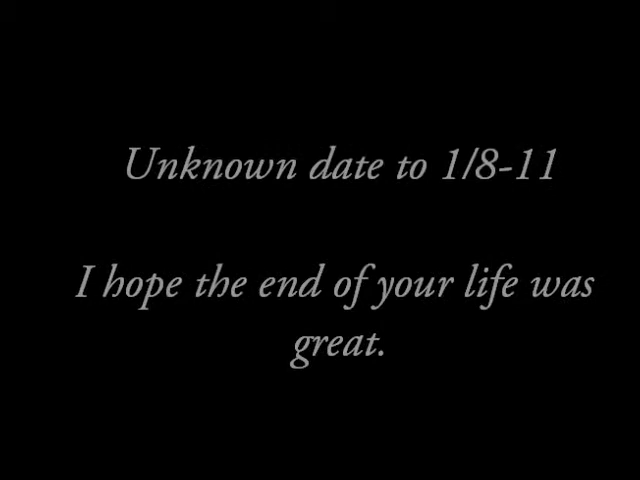 Unknown date to 1/8-11
I hope the end of your life was
great.